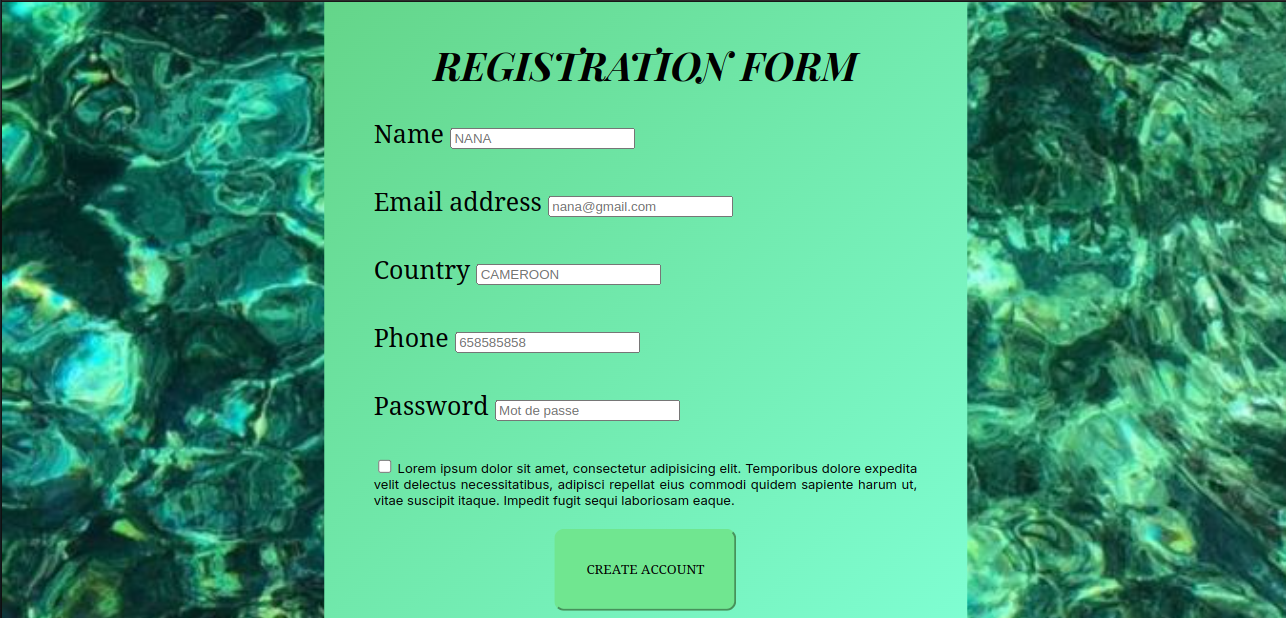 REGISTRATION FORM
Name NANA
Email address nana@gmail.com
Country CAMEROON
Phone 658585858
Password Mot de passe
Lorem ipsum dolor sit amet, consectetur adipisicing elit. Temporibus dolore expedita
velit delectus necessitatibus, adipisci repellat eius commodi quidem sapiente harum ut,
vitae suscipit itaque. Impedit fugit sequi laboriosam eaque.
CREATE ACCOUNT